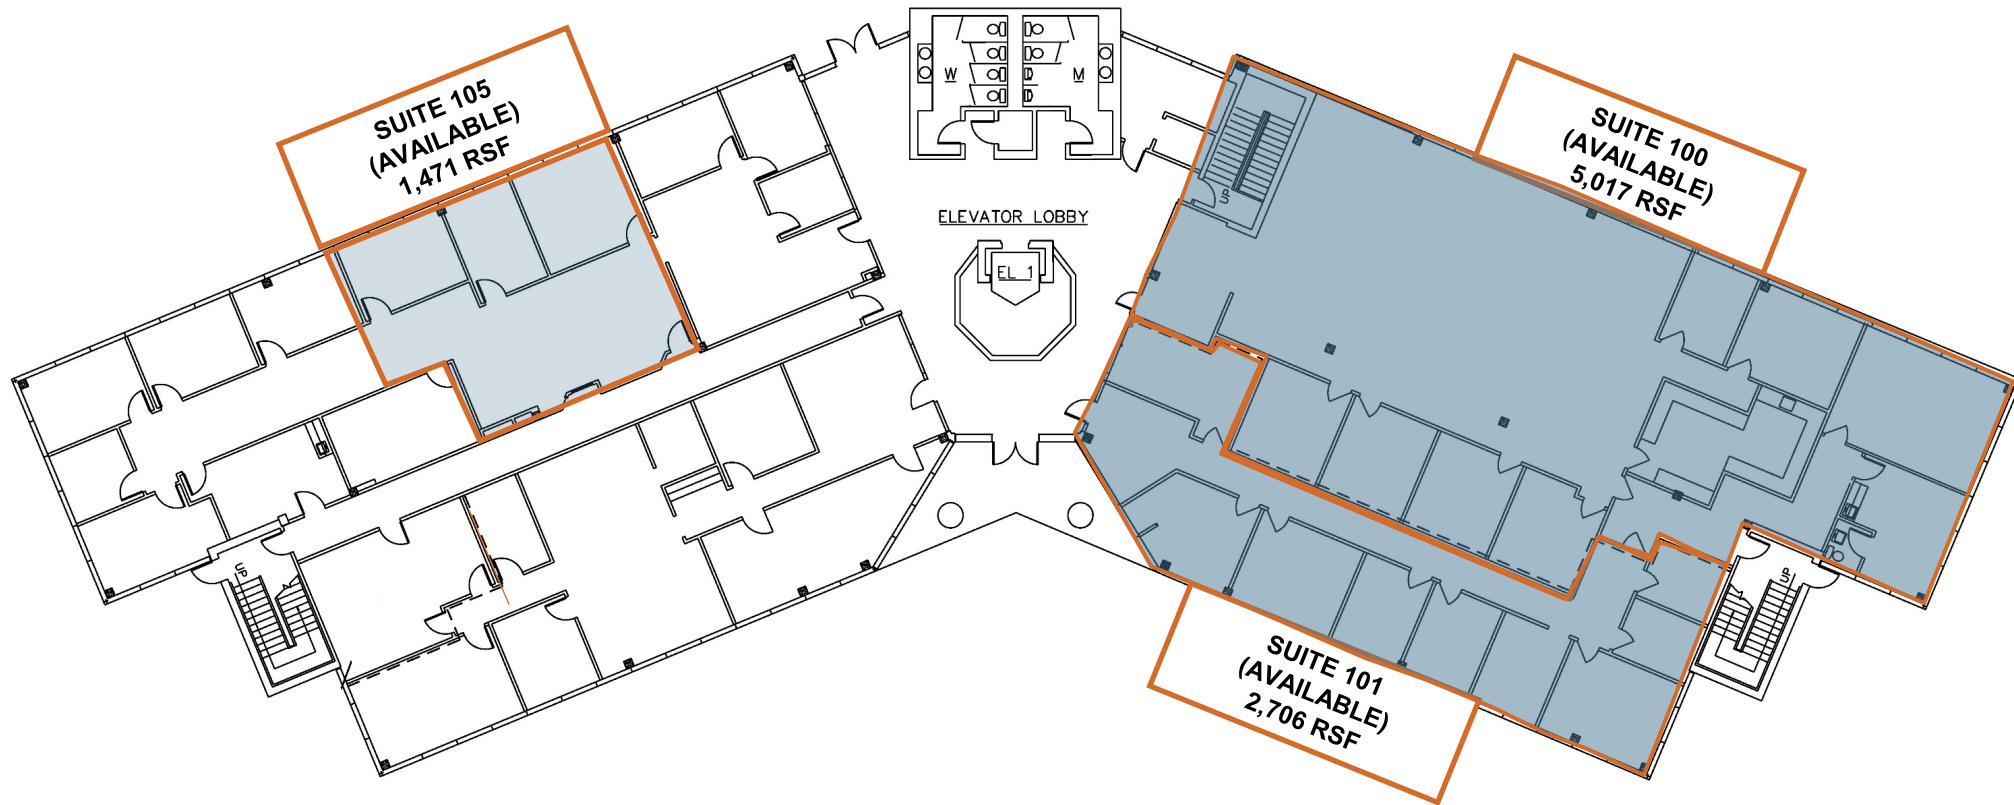 SUITE 105
(AVAILABLE)
1,471 RSF
W
M
SUITE 100
(AVAILABLE)
5,017 RSF
UP
ELEVATOR LOBBY
EL 1
UP
UP
SUITE 101
(AVAILABLE)
2,706 RSF